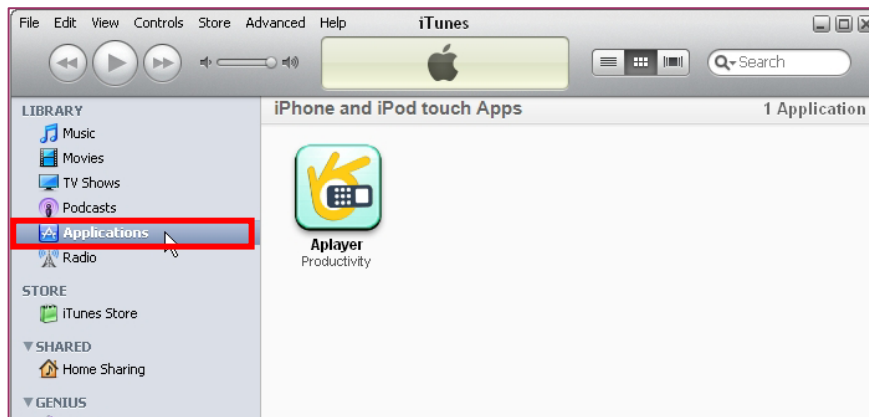 File Edit View Controls Store Advanced Help iTunes
Search
LIBRARY
Music
Movies
TV Shows
Podcasts
Applications
Radio
STORE
iTunes Store
SHARED
Home Sharing
GENIUS
iPhone and iPod touch Apps 1 Application
Aplayer
Productivity